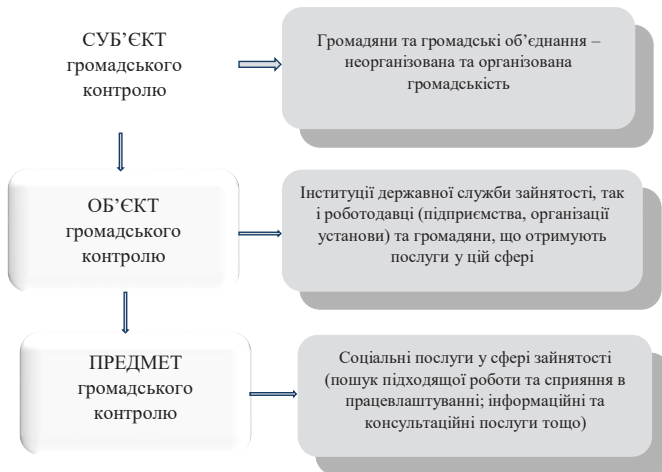 СУБ’ЄКТ
громадського
контролю
Громадяни та громадські об’єднання –
неорганізована та організована
громадськість
ОБ’ЄКТ
громадського
контролю
Інституції державної служби зайнятості, так
і роботодавці (підприємства, організації
установи) та громадяни, що отримують
послуги у цій сфері
ПРЕДМЕТ
громадського
контролю
Соціальні послуги у сфері зайнятості
(пошук підходящої роботи та сприяння в
працевлаштуванні; інформаційні та
консультаційні послуги тощо)